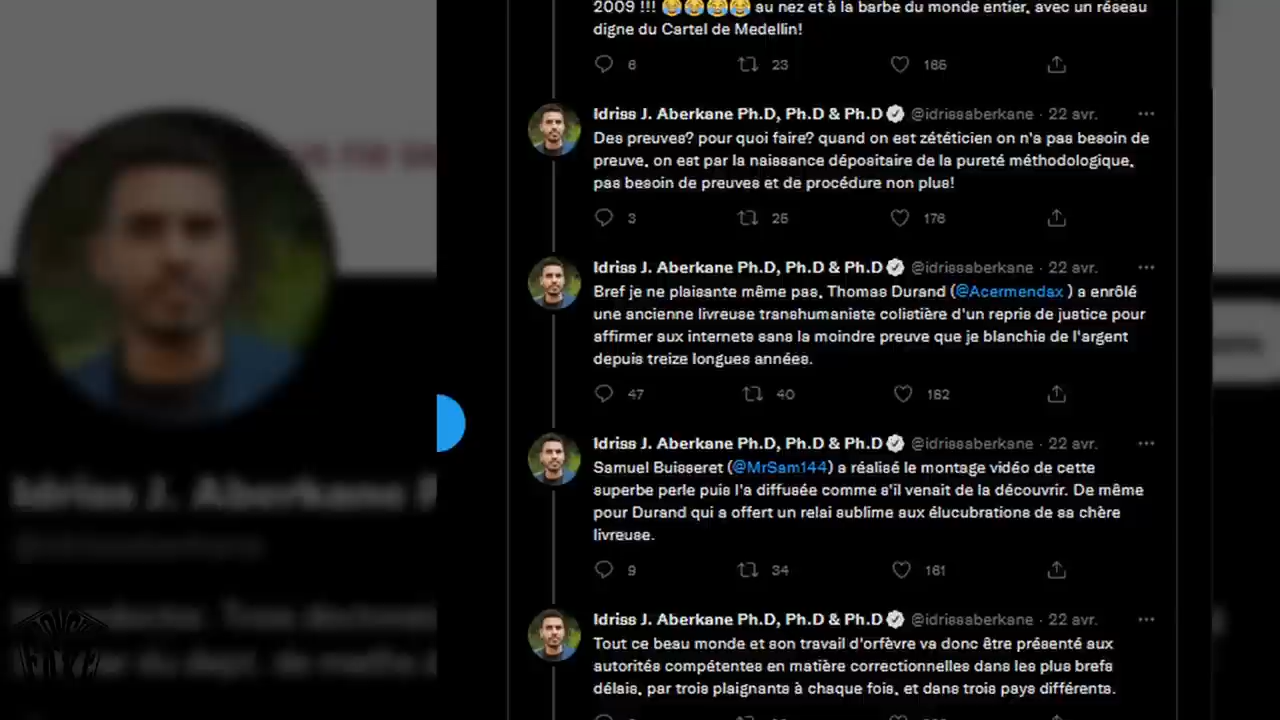 2009 !!! 😂😂😂😂 au nez et à la barbe du monde entier, avec un réseau
digne du Cartel de Medellin!
6 23 165
Idriss J. Aberkane Ph.D, Ph.D & Ph.D @idrissaberkane · 22 avr.
Des preuves? pour quoi faire? quand on est zététicien on n'a pas besoin de
preuve, on est par la naissance dépositaire de la pureté méthodologique,
pas besoin de preuves et de procédure non plus!
3 25 176
Idriss J. Aberkane Ph.D, Ph.D & Ph.D @idrissaberkane · 22 avr.
Bref je ne plaisante même pas, Thomas Durand (@Acermendax ) a enrôlé
une ancienne livreuse transhumaniste colistière d'un repris de justice pour
affirmer aux internets sans la moindre preuve que je blanchis de l'argent
depuis treize longues années.
47 40 162
Idriss J. Aberkane Ph.D, Ph.D & Ph.D @idrissaberkane · 22 avr.
Samuel Buisseret (@MrSam144) a réalisé le montage vidéo de cette
superbe perle puis l'a diffusée comme s'il venait de la découvrir. De même
pour Durand qui a offert un relai sublime aux élucubrations de sa chère
livreuse.
9 34 161
Idriss J. Aberkane Ph.D, Ph.D & Ph.D @idrissaberkane · 22 avr.
Tout ce beau monde et son travail d'orfèvre va donc être présenté aux
autorités compétentes en matière correctionnelles dans les plus brefs
délais, par trois plaignants à chaque fois, et dans trois pays différents.
Idriss J. Aberkane